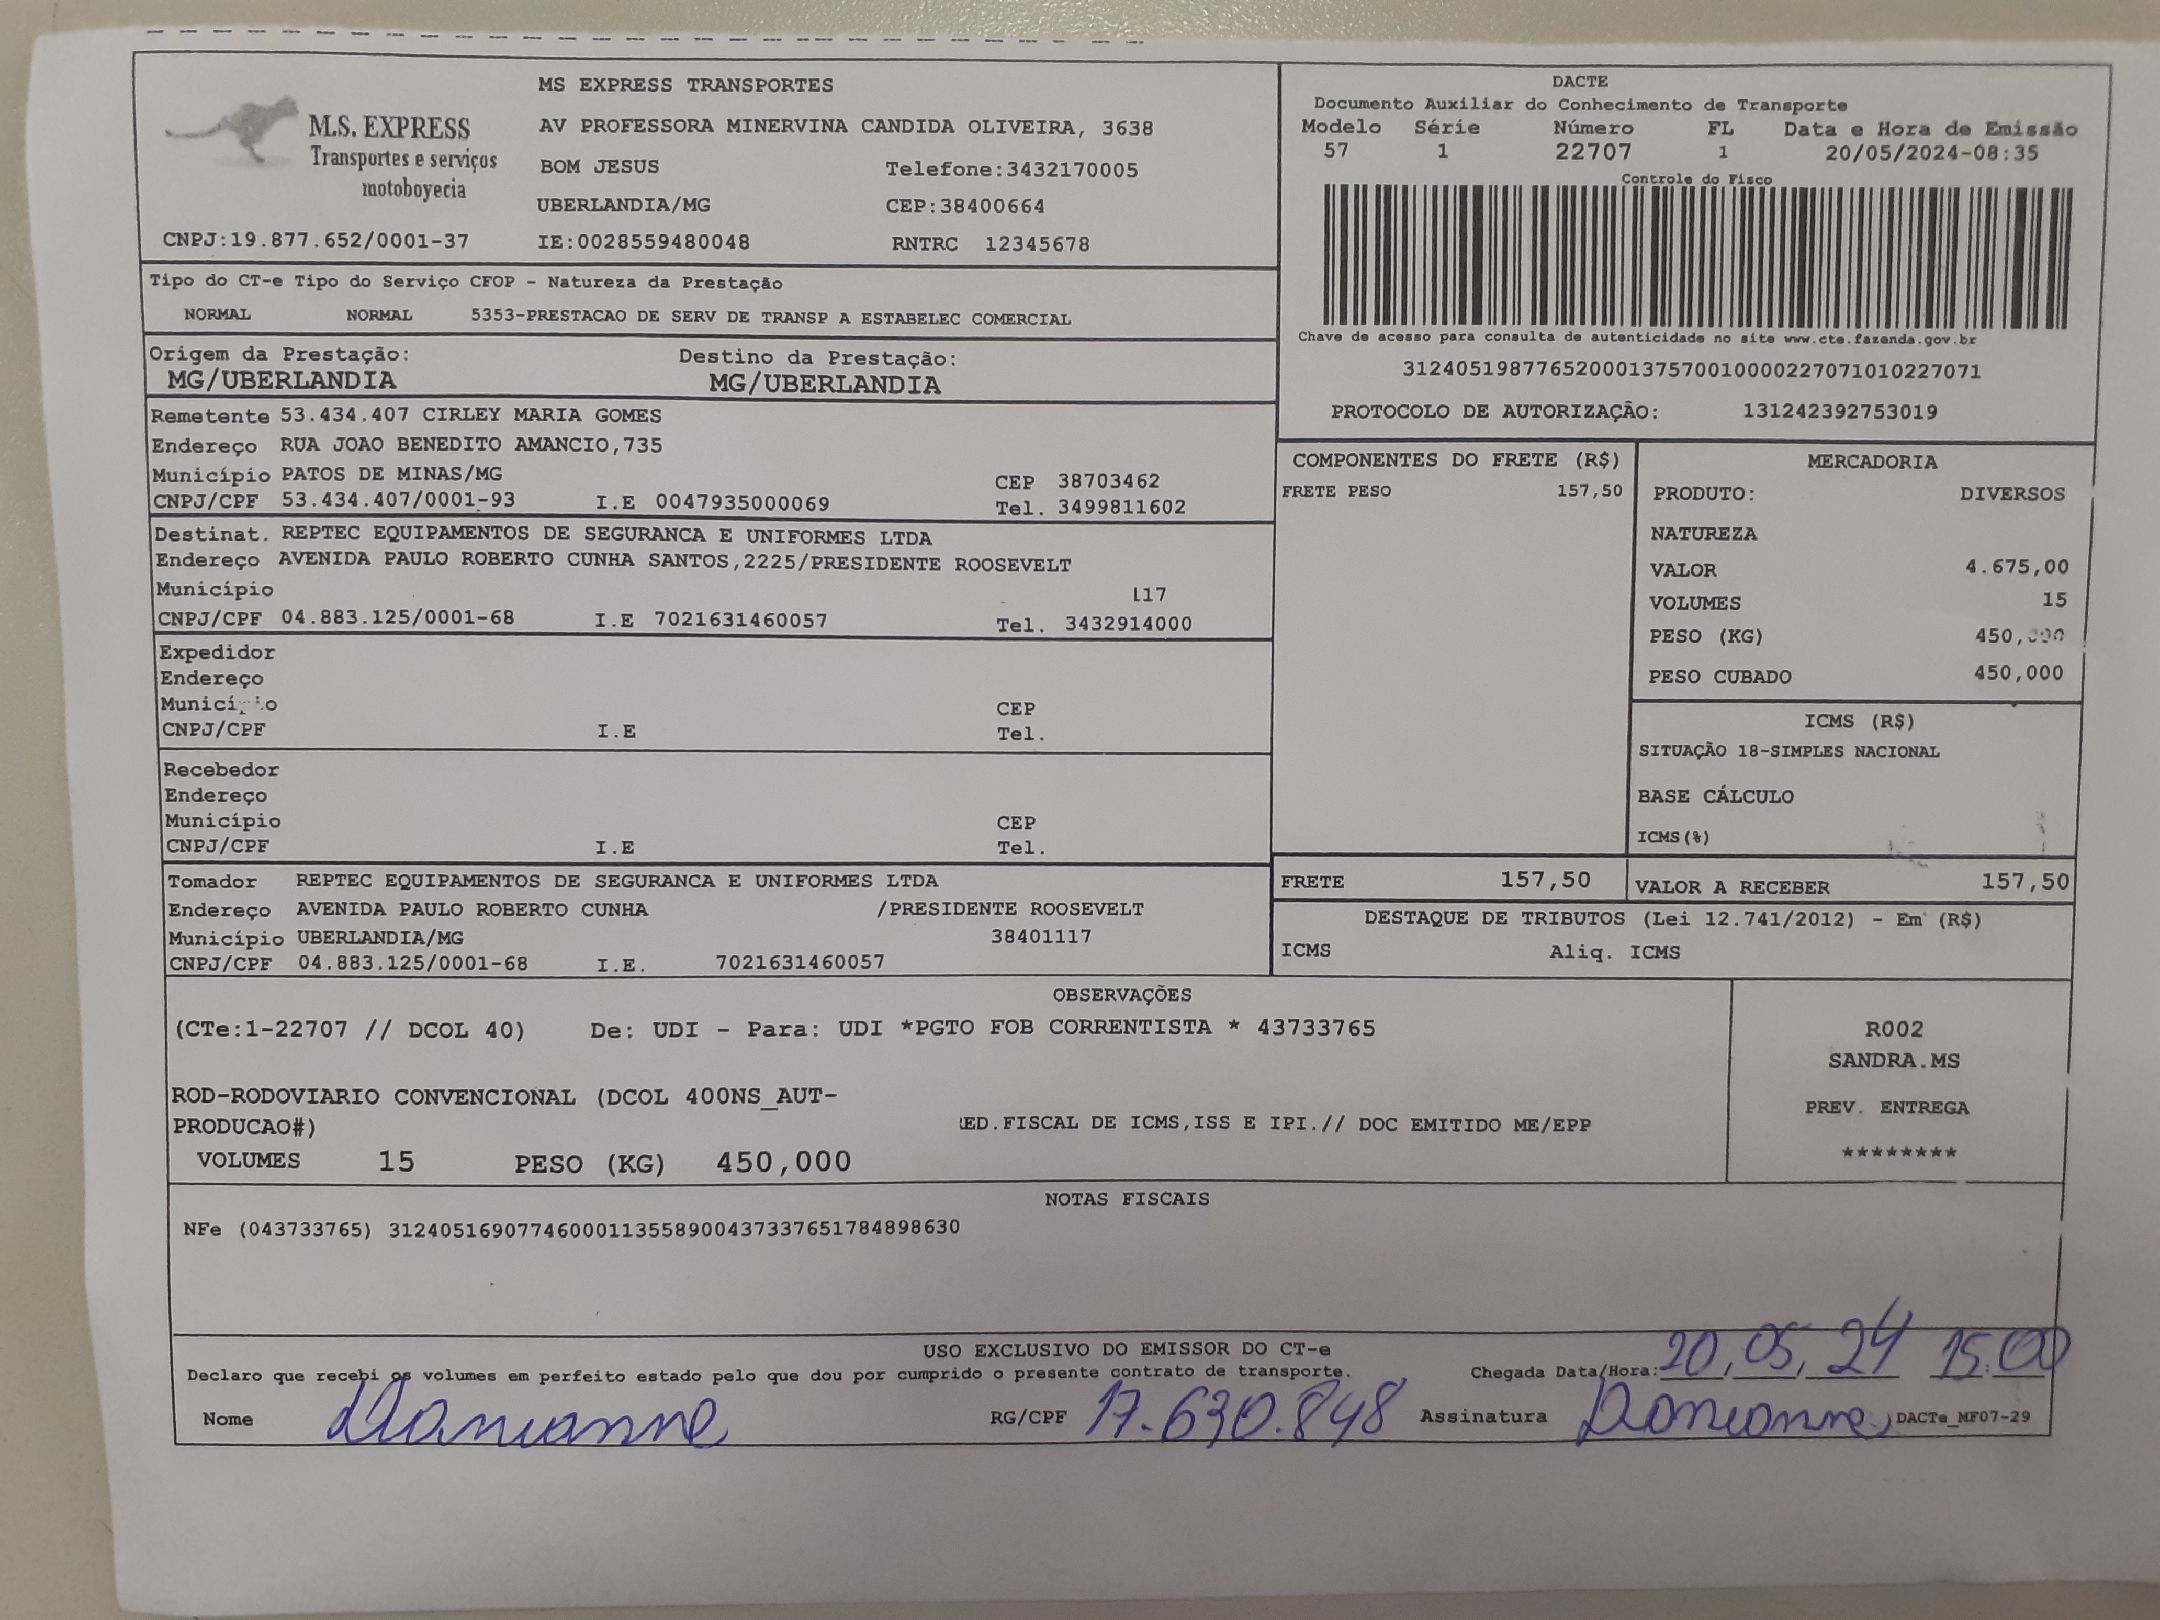 M.S. EXPRESS
Transportes e serviços
motoboyecia
CNPJ:19.877.652/0001-37
MS EXPRESS TRANSPORTES
AV PROFESSORA MINERVINA CANDIDA OLIVEIRA, 3638
BOM JESUS Telefone:3432170005
UBERLANDIA/MG CEP:38400664
IE:0028559480048 RNTRC 12345678
DACTE
Documento Auxiliar do Conhecimento de Transporte
Modelo Série Número FL Data e Hora de Emissão
57 1 22707 1 20/05/2024-08:35
Controle do Fisco
Chave de acesso para consulta de autenticidade no site www.cte.fazenda.gov.br
31240519877652000137570010000227071010227071
PROTOCOLO DE AUTORIZAÇÃO: 131242392753019
Tipo do CT-e Tipo do Serviço CFOP - Natureza da Prestação
NORMAL NORMAL 5353-PRESTACAO DE SERV DE TRANSP A ESTABELEC COMERCIAL
Origem da Prestação: Destino da Prestação:
MG/UBERLANDIA MG/UBERLANDIA
Remetente 53.434.407 CIRLEY MARIA GOMES
Endereço RUA JOAO BENEDITO AMANCIO,735
Município PATOS DE MINAS/MG CEP 38703462
CNPJ/CPF 53.434.407/0001-93 I.E 0047935000069 Tel. 3499811602
Destinat. REPTEC EQUIPAMENTOS DE SEGURANCA E UNIFORMES LTDA
Endereço AVENIDA PAULO ROBERTO CUNHA SANTOS,2225/PRESIDENTE ROOSEVELT
Município 117
CNPJ/CPF 04.883.125/0001-68 I.E 7021631460057 Tel. 3432914000
Expedidor
Endereço
Município CEP
CNPJ/CPF I.E Tel.
Recebedor
Endereço
Município CEP
CNPJ/CPF I.E Tel.
Tomador REPTEC EQUIPAMENTOS DE SEGURANCA E UNIFORMES LTDA
Endereço AVENIDA PAULO ROBERTO CUNHA /PRESIDENTE ROOSEVELT
Município UBERLANDIA/MG 38401117
CNPJ/CPF 04.883.125/0001-68 I.E. 7021631460057
COMPONENTES DO FRETE (R$)
FRETE PESO 157,50
MERCADORIA
PRODUTO: DIVERSOS
NATUREZA
VALOR 4.675,00
VOLUMES 15
PESO (KG) 450,000
PESO CUBADO 450,000
ICMS (R$)
SITUAÇÃO 18-SIMPLES NACIONAL
BASE CÁLCULO
ICMS(%)
FRETE 157,50 VALOR A RECEBER 157,50
DESTAQUE DE TRIBUTOS (Lei 12.741/2012) - Em (R$)
ICMS Aliq. ICMS
OBSERVAÇÕES
(CTe:1-22707 // DCOL 40) De: UDI - Para: UDI *PGTO FOB CORRENTISTA * 43733765
ROD-RODOVIARIO CONVENCIONAL (DCOL 400NS_AUT-
PRODUCAO#) ED.FISCAL DE ICMS,ISS E IPI.// DOC EMITIDO ME/EPP
VOLUMES 15 PESO (KG) 450,000
R002
SANDRA.MS
PREV. ENTREGA
********
NOTAS FISCAIS
NFe (043733765) 31240516907746000113558900437337651784898630
USO EXCLUSIVO DO EMISSOR DO CT-e
Declaro que recebi os volumes em perfeito estado pelo que dou por cumprido o presente contrato de transporte. Chegada Data/Hora: 20,05,24 15:00
Nome RG/CPF 17.630.848 Assinatura DACTe_MF07-29